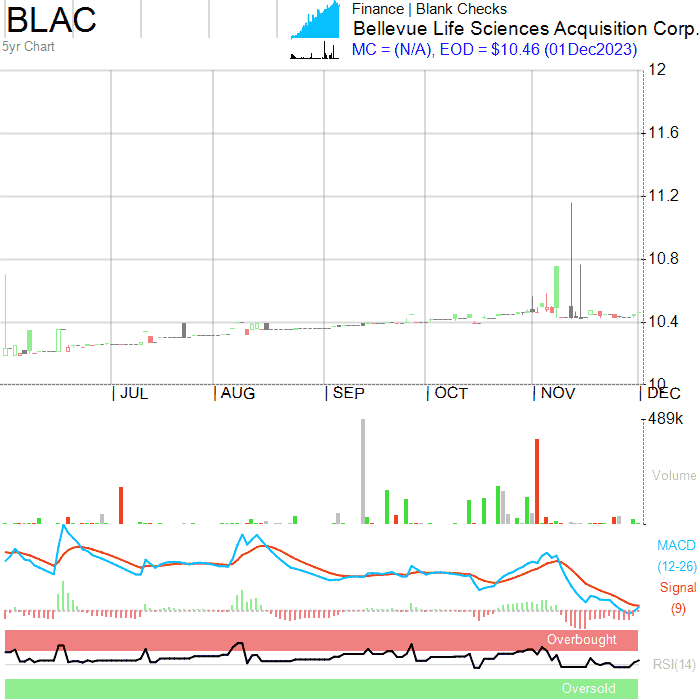 BLAC
5yr Chart
Finance | Blank Checks
Bellevue Life Sciences Acquisition Corp.
MC = (N/A), EOD = $10.46 (01Dec2023)
12
11.6
11.2
10.8
10.4
10
| JUL | AUG | SEP | OCT | NOV | DEC
489k
Volume
MACD
(12-26)
Signal
(9)
Overbought
RSI(14)
Oversold